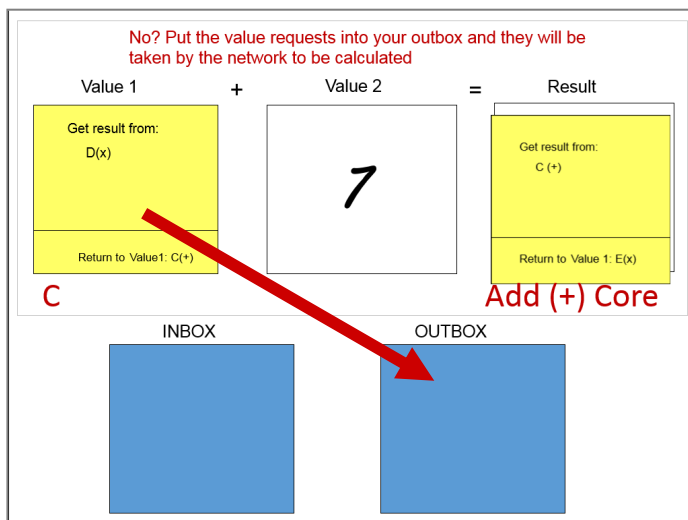 No? Put the value requests into your outbox and they will be
taken by the network to be calculated
Value 1 + Value 2 = Result
Get result from:
D(x)
Return to Value1: C(+)
7
Get result from:
C (+)
Return to Value 1: E(x)
C
Add (+) Core
INBOX
OUTBOX